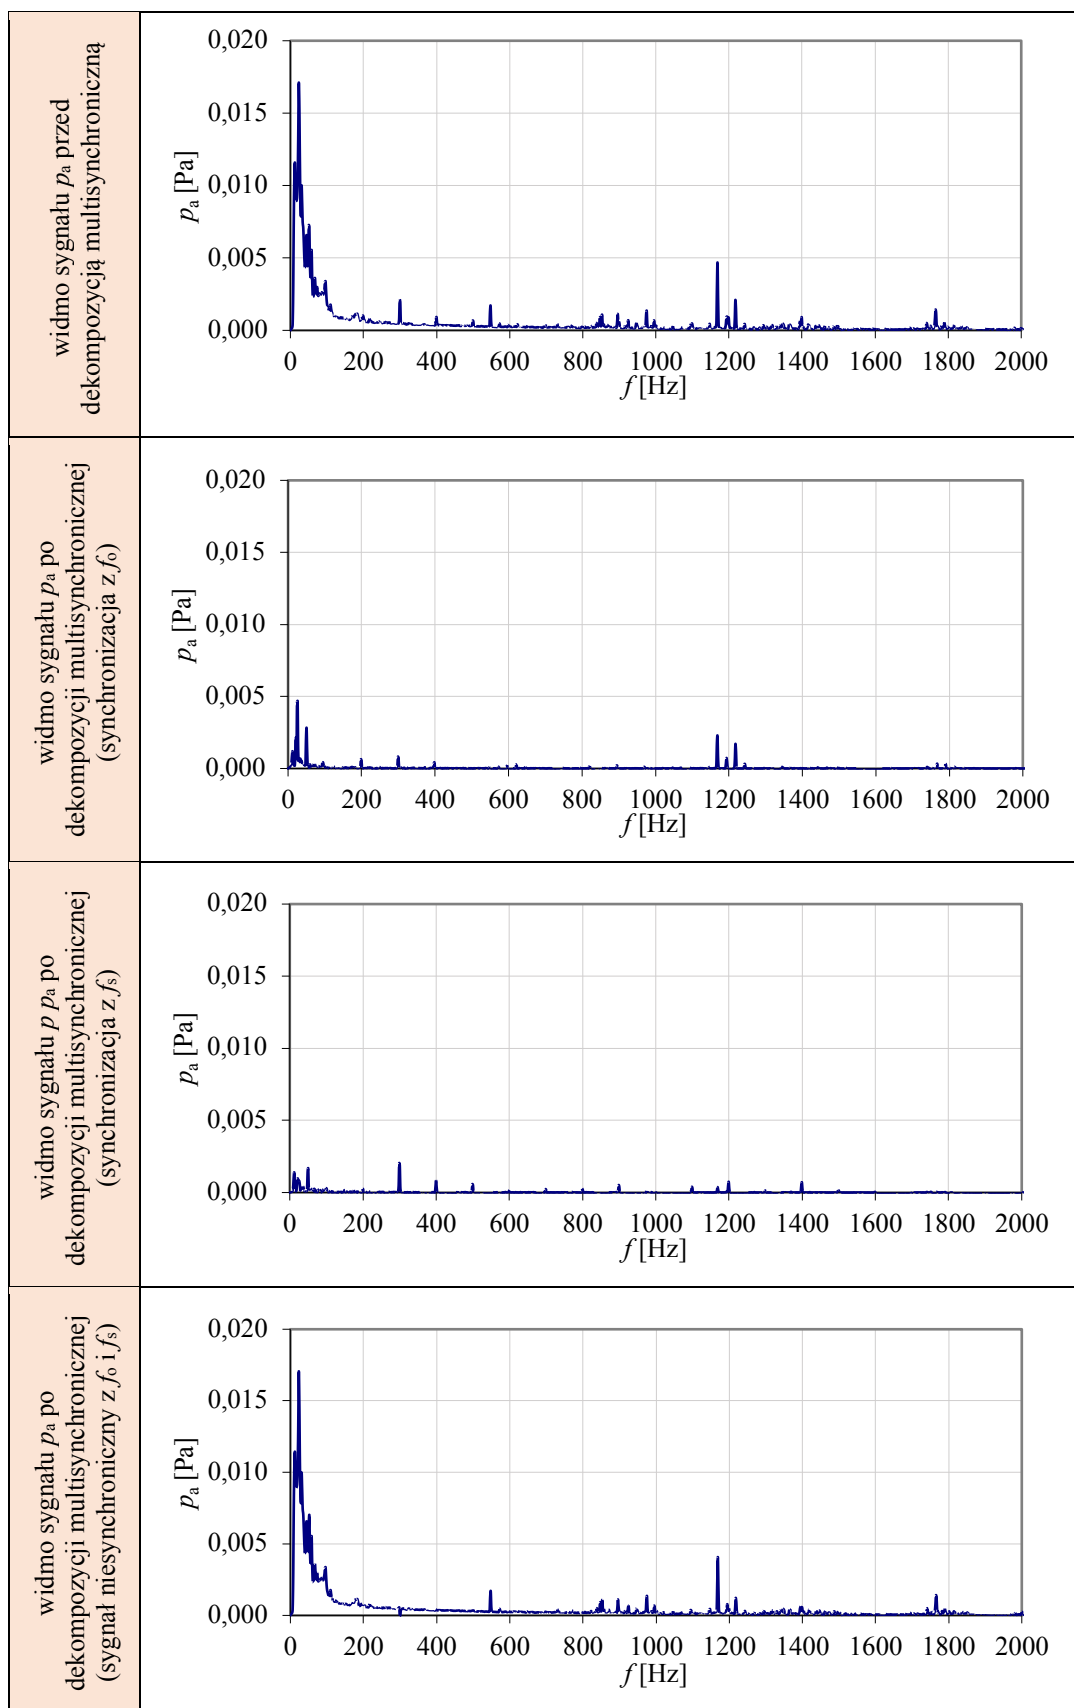 widmo sygnału pa przed
dekompozycją multisynchroniczną
0,020
0,015
0,010
0,005
0,000
pa [Pa]
0 200 400 600 800 1000 1200 1400 1600 1800 2000
f [Hz]
widmo sygnału pa po
dekompozycji multisynchronicznej
(synchronizacja z fo)
0,020
0,015
0,010
0,005
0,000
pa [Pa]
0 200 400 600 800 1000 1200 1400 1600 1800 2000
f [Hz]
widmo sygnału p pa po
dekompozycji multisynchronicznej
(synchronizacja z fs)
0,020
0,015
0,010
0,005
0,000
pa [Pa]
0 200 400 600 800 1000 1200 1400 1600 1800 2000
f [Hz]
widmo sygnału pa po
dekompozycji multisynchronicznej
(sygnał niesynchroniczny z fo i fs)
0,020
0,015
0,010
0,005
0,000
pa [Pa]
0 200 400 600 800 1000 1200 1400 1600 1800 2000
f [Hz]